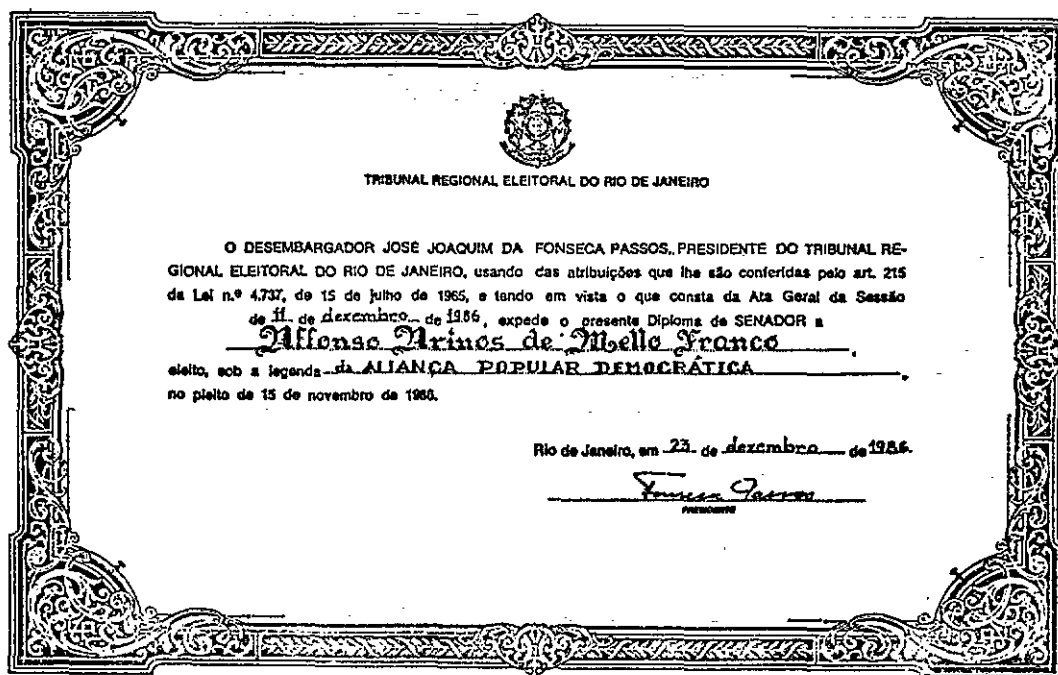 TRIBUNAL REGIONAL ELEITORAL DO RIO DE JANEIRO
O DESEMBARGADOR JOSÉ JOAQUIM DA FONSECA PASSOS, PRESIDENTE DO TRIBUNAL RE-
GIONAL ELEITORAL DO RIO DE JANEIRO, usando das atribuições que lhe são conferidas pelo art. 215
da Lei n.º 4.737, de 15 de julho de 1965, e tendo em vista o que consta da Ata Geral da Sessão
de 11 de dezembro de 1986, expede o presente Diploma de SENADOR a
Affonso Arinos de Mello Franco,
eleito, sob a legenda da ALIANÇA POPULAR DEMOCRÁTICA,
no pleito de 15 de novembro de 1986.
Rio de Janeiro, em 23 de dezembro de 1986.
Fonseca Passos
PRESIDENTE